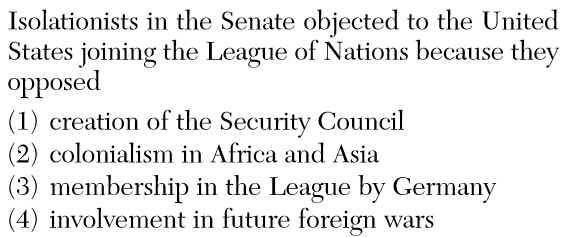 Isolationists in the Senate objected to the United
States joining the League of Nations because they
opposed
(1) creation of the Security Council
(2) colonialism in Africa and Asia
(3) membership in the League by Germany
(4) involvement in future foreign wars